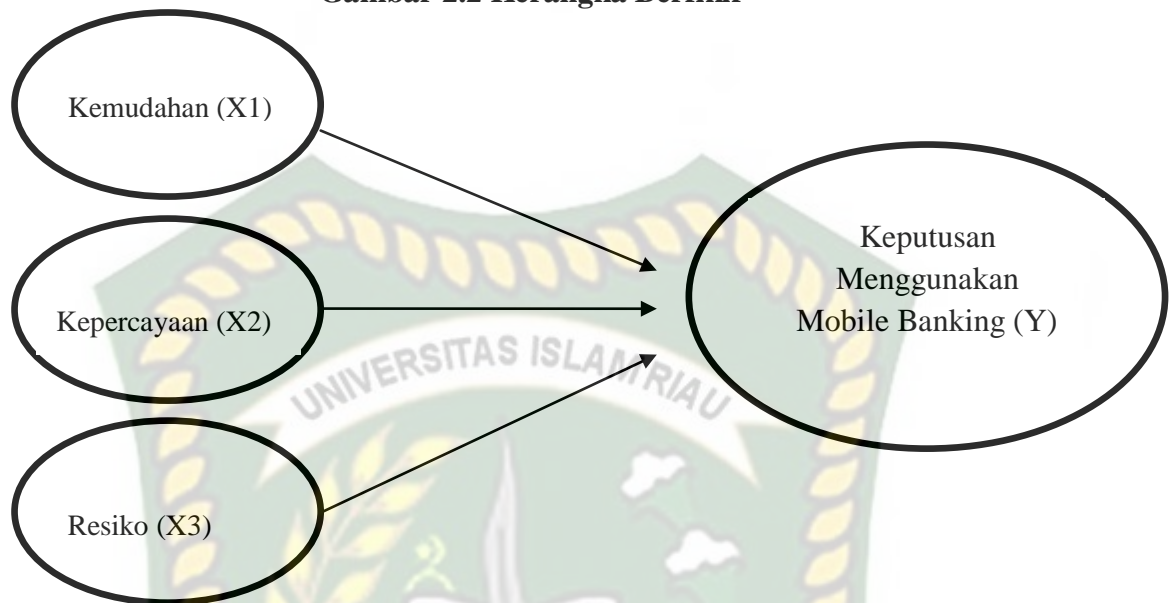 Gambar 2.2 Kerangka Berfikir
Kemudahan (X1)
Kepercayaan (X2)
Resiko (X3)
Keputusan
Menggunakan
Mobile Banking (Y)
UNIVERSITAS ISLAM RIAU